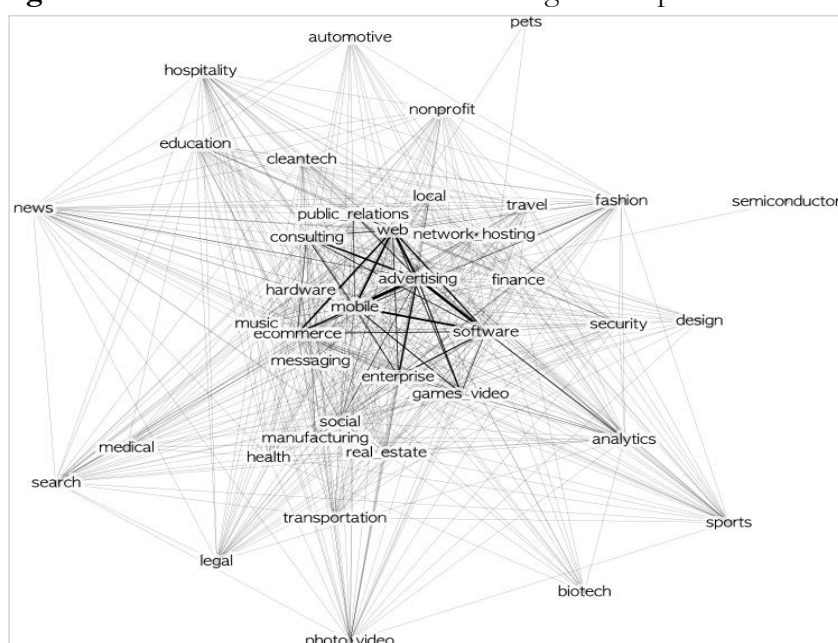 pets
automotive
hospitality
nonprofit
education
cleantech
local
news
travel
fashion
semiconductor
public_relations
web
network_hosting
consulting
advertising
finance
hardware
mobile
music
security
design
ecommerce
software
messaging
enterprise
games_video
social
manufacturing
analytics
medical
health
real_estate
search
transportation
sports
legal
biotech
photo_video